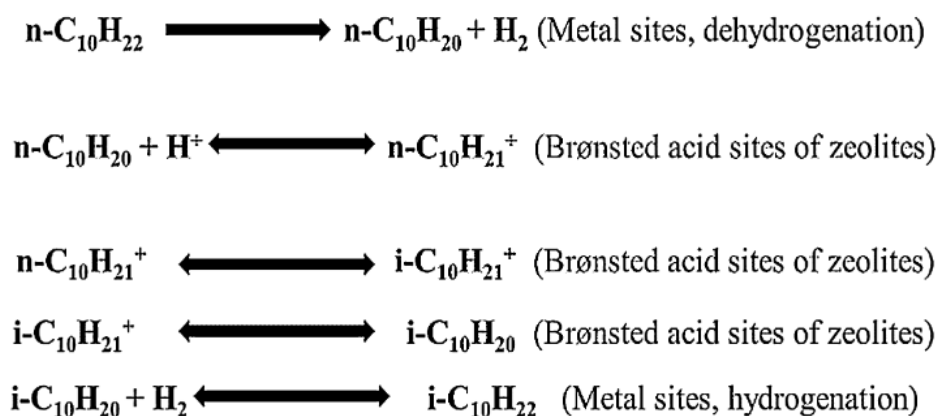 n-C₁₀H₂₂ ⟶ n-C₁₀H₂₀ + H₂ (Metal sites, dehydrogenation)
n-C₁₀H₂₀ + H⁺ ⟷ n-C₁₀H₂₁⁺ (Brønsted acid sites of zeolites)
n-C₁₀H₂₁⁺ ⟷ i-C₁₀H₂₁⁺ (Brønsted acid sites of zeolites)
i-C₁₀H₂₁⁺ ⟷ i-C₁₀H₂₀ (Brønsted acid sites of zeolites)
i-C₁₀H₂₀ + H₂ ⟷ i-C₁₀H₂₂ (Metal sites, hydrogenation)